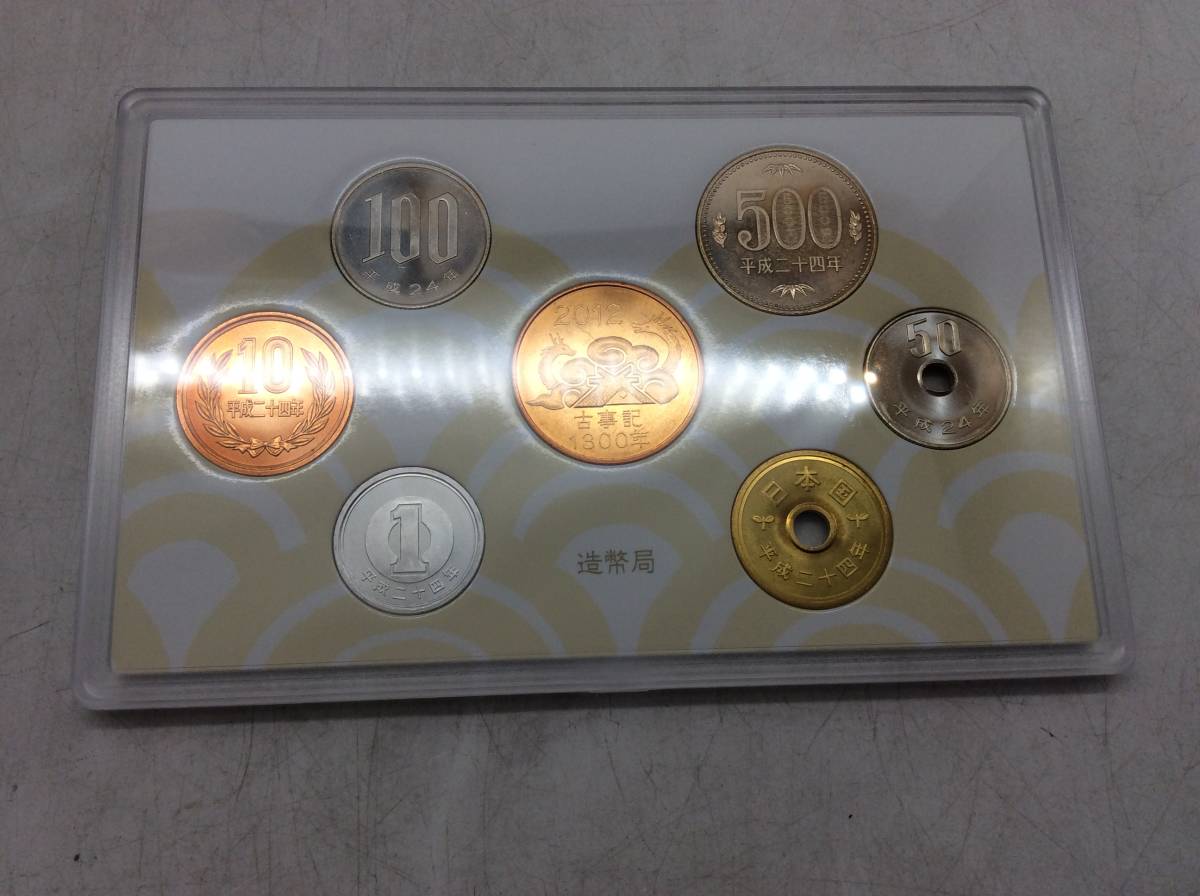 100
平成24年
500
平成二十四年
10
平成二十四年
2012
古事記
1300年
50
平成24年
1
平成二十四年
造幣局
日本国
平成二十四年